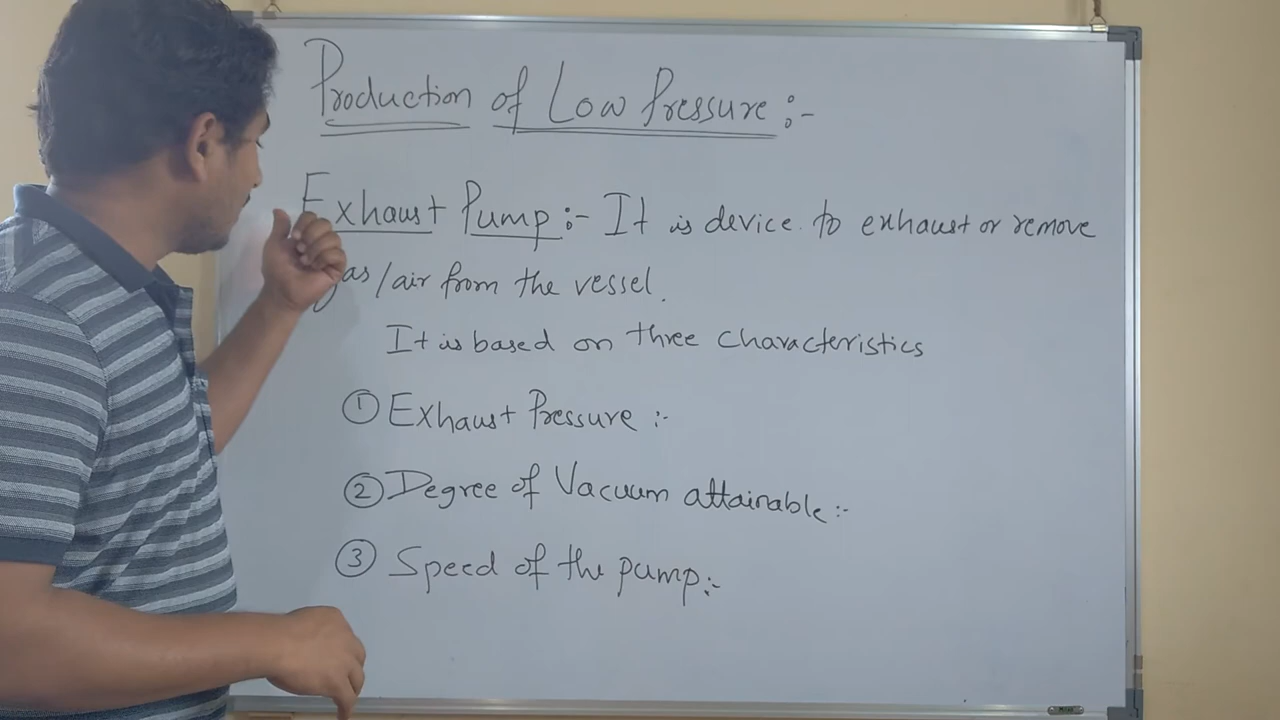 Production of Low Pressure :-
Exhaust Pump :- It is device to exhaust or remove
gas/air from the vessel.
It is based on three characteristics
① Exhaust Pressure :-
② Degree of Vacuum attainable :-
③ Speed of the pump :-